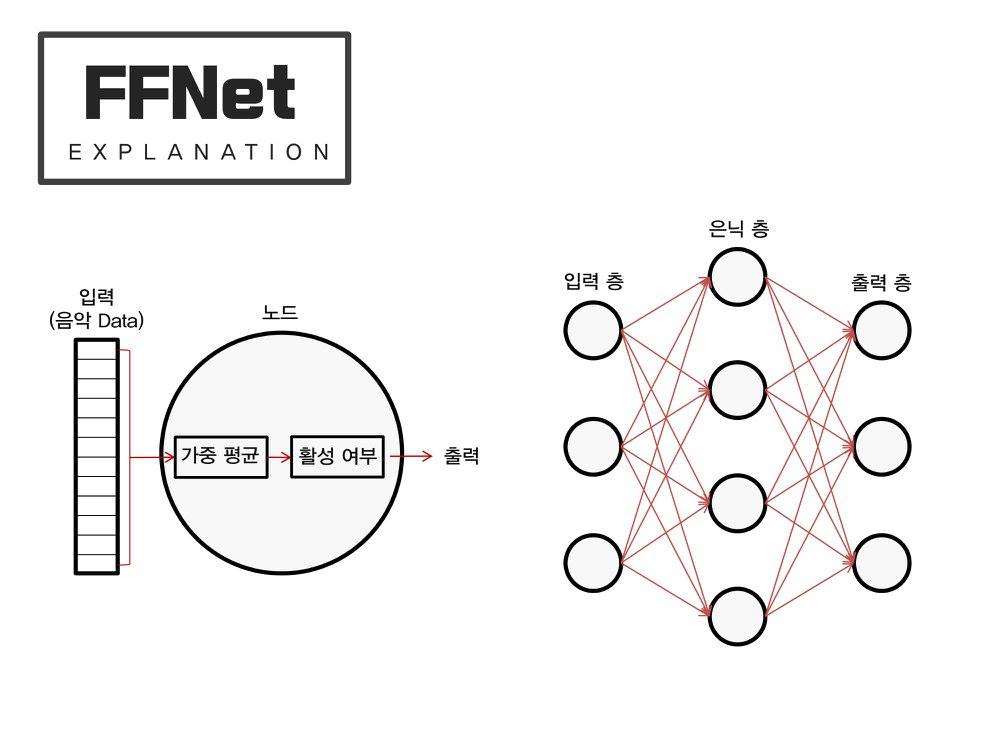 FFNet
EXPLANATION
입력
(음악 Data)
노드
가중 평균
활성 여부
출력
입력 층
은닉 층
출력 층